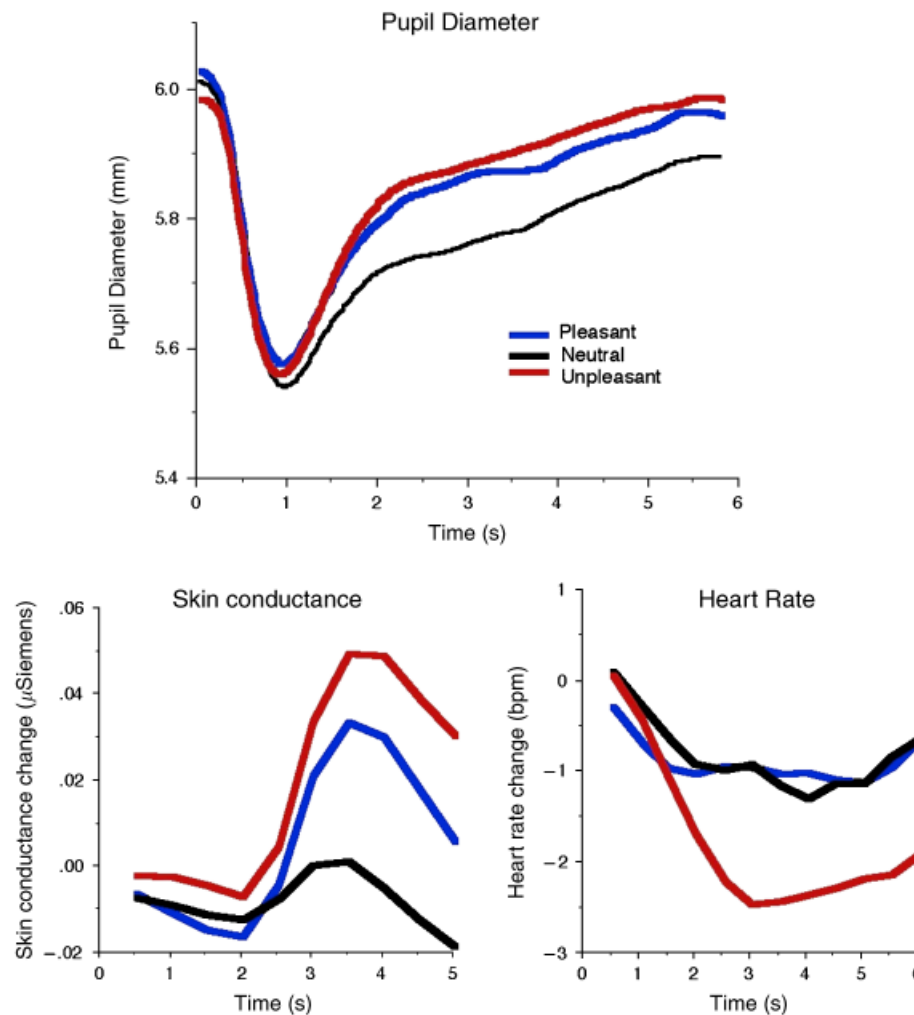 Pupil Diameter
Pupil Diameter (mm)
6.0
5.8
5.6
5.4
0 1 2 3 4 5 6
Time (s)
Pleasant
Neutral
Unpleasant
Skin conductance
Skin conductance change (μSiemens)
.06
.04
.02
.00
−.02
0 1 2 3 4 5
Time (s)
Heart Rate
Heart rate change (bpm)
1
0
−1
−2
−3
0 1 2 3 4 5 6
Time (s)